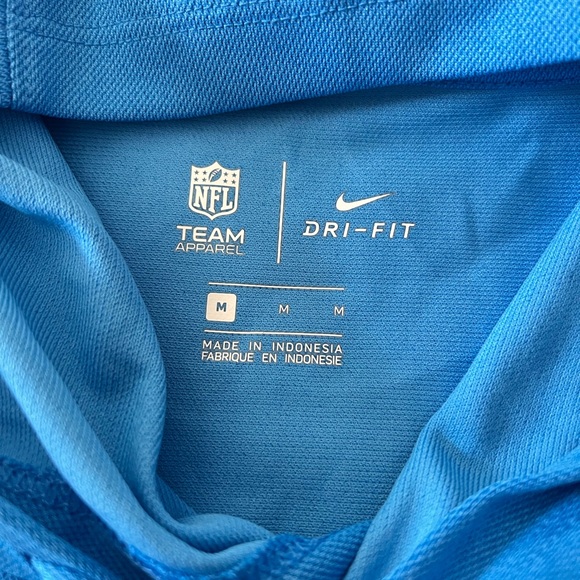 NFL
TEAM
APPAREL
DRI-FIT
M M M
MADE IN INDONESIA
FABRIQUE EN INDONESIE